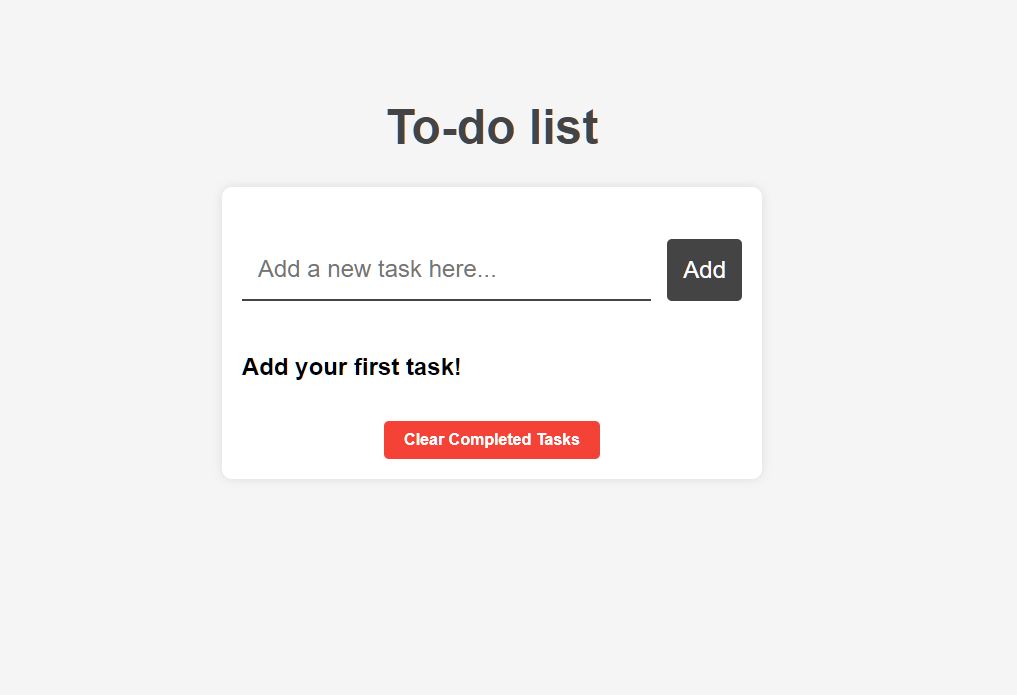 To-do list
Add a new task here...
Add
Add your first task!
Clear Completed Tasks